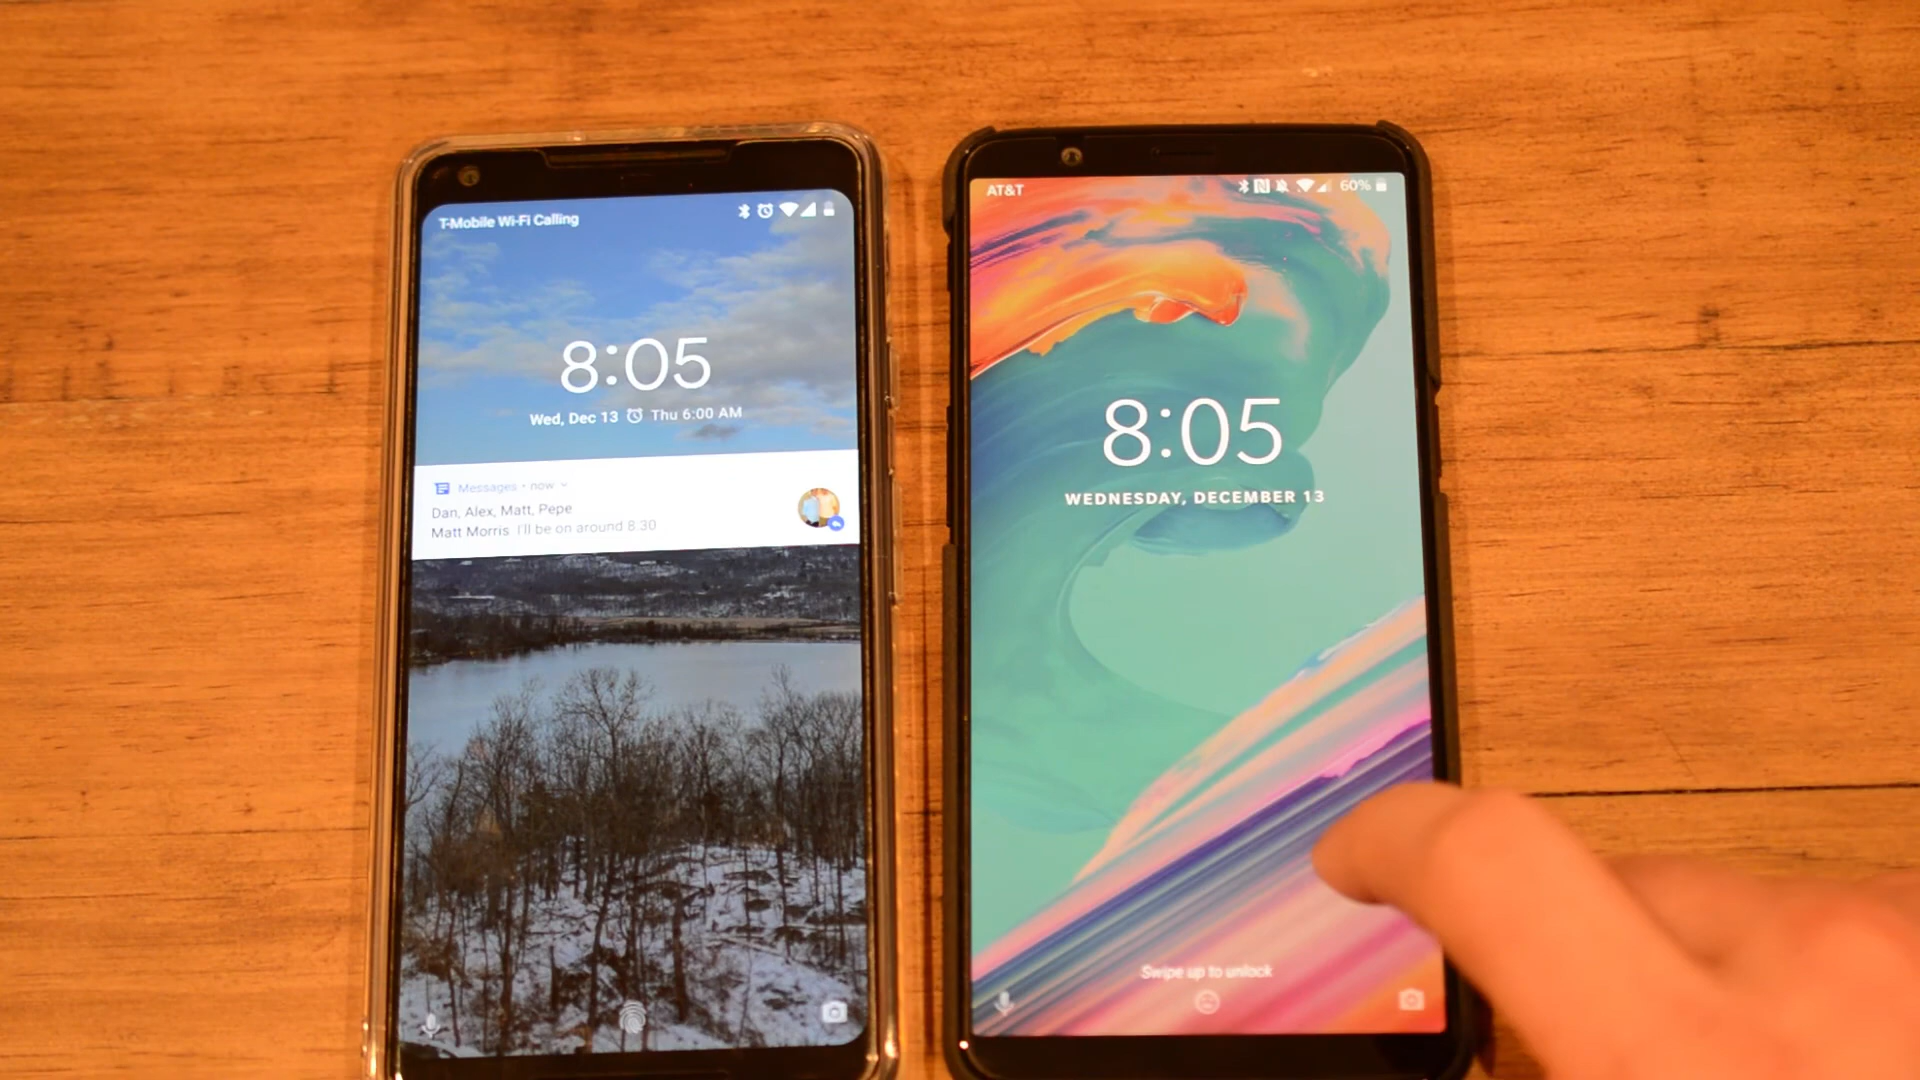 T-Mobile Wi-Fi Calling
8:05
Wed, Dec 13 Thu 6:00 AM
Messages • now
Dan, Alex, Matt, Pepe
Matt Morris I'll be on around 8:30
AT&T
60%
8:05
WEDNESDAY, DECEMBER 13
Swipe up to unlock